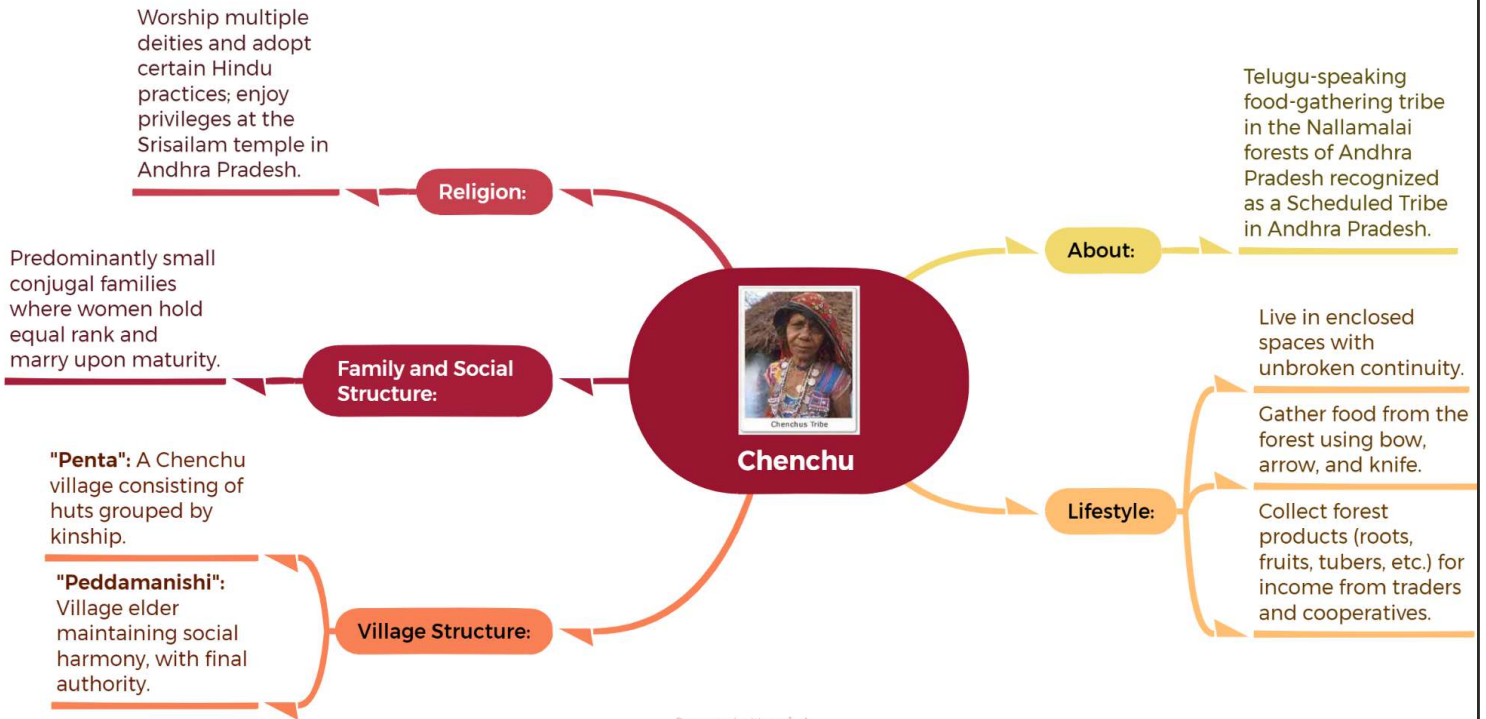 Chenchus Tribe
Chenchu
About:
Telugu-speaking
food-gathering tribe
in the Nallamalai
forests of Andhra
Pradesh recognized
as a Scheduled Tribe
in Andhra Pradesh.
Lifestyle:
Live in enclosed
spaces with
unbroken continuity.
Gather food from the
forest using bow,
arrow, and knife.
Collect forest
products (roots,
fruits, tubers, etc.) for
income from traders
and cooperatives.
Religion:
Worship multiple
deities and adopt
certain Hindu
practices; enjoy
privileges at the
Srisailam temple in
Andhra Pradesh.
Family and Social
Structure:
Predominantly small
conjugal families
where women hold
equal rank and
marry upon maturity.
Village Structure:
"Penta": A Chenchu
village consisting of
huts grouped by
kinship.
"Peddamanishi":
Village elder
maintaining social
harmony, with final
authority.